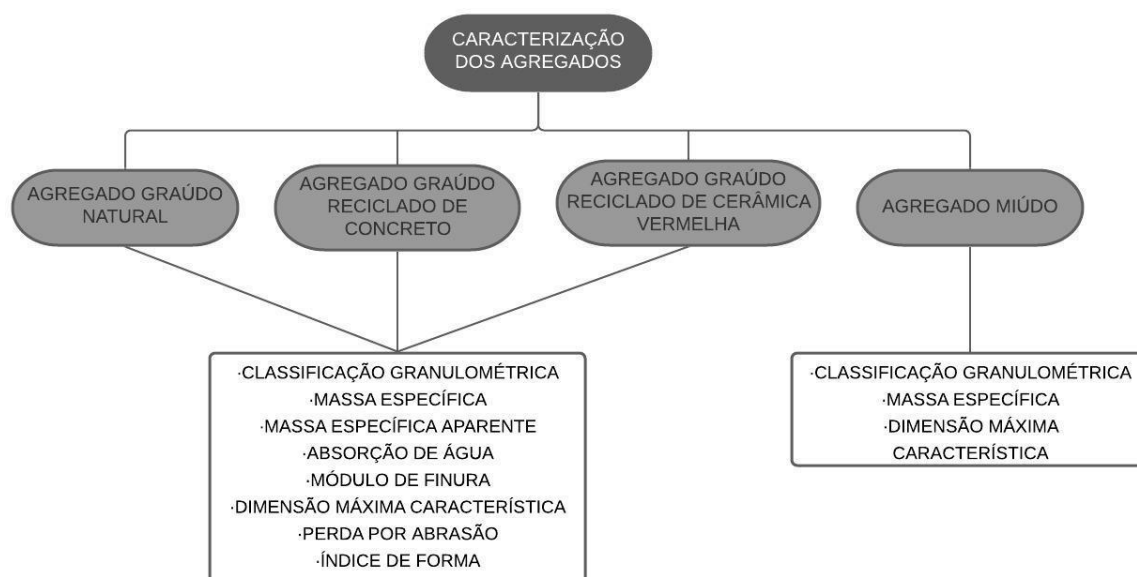 CARACTERIZAÇÃO
DOS AGREGADOS
AGREGADO GRAÚDO
NATURAL
AGREGADO GRAÚDO
RECICLADO DE
CONCRETO
AGREGADO GRAÚDO
RECICLADO DE CERÂMICA
VERMELHA
AGREGADO MIÚDO
·CLASSIFICAÇÃO GRANULOMÉTRICA
·MASSA ESPECÍFICA
·MASSA ESPECÍFICA APARENTE
·ABSORÇÃO DE ÁGUA
·MÓDULO DE FINURA
·DIMENSÃO MÁXIMA CARACTERÍSTICA
·PERDA POR ABRASÃO
·ÍNDICE DE FORMA
·CLASSIFICAÇÃO GRANULOMÉTRICA
·MASSA ESPECÍFICA
·DIMENSÃO MÁXIMA
CARACTERÍSTICA